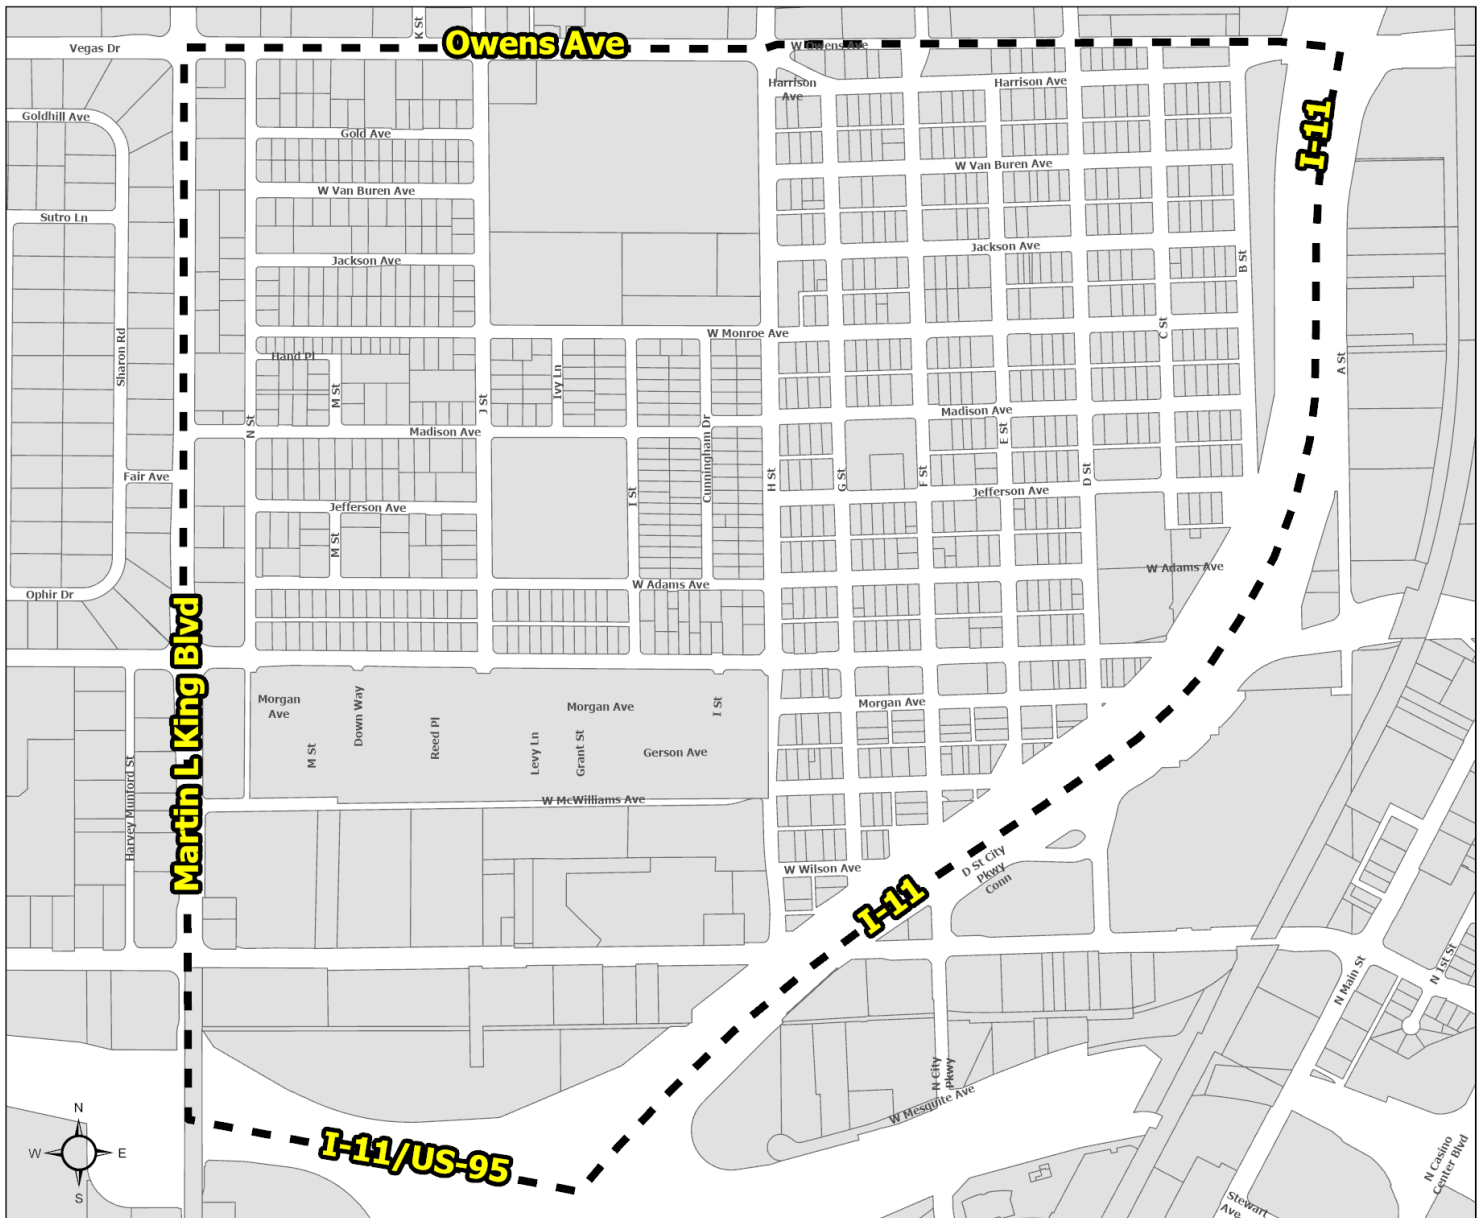 K St
Vegas Dr
Owens Ave
W Owens Ave
Harrison
Ave
Harrison Ave
Goldhill Ave
Gold Ave
I-11
W Van Buren Ave
W Van Buren Ave
Sutro Ln
Jackson Ave
Jackson Ave
B St
W Monroe Ave
C St
Sharon Rd
Hand Pl
M St
Ivy Ln
A St
J St
N St
Madison Ave
Madison Ave
E St
Cunningham Dr
Fair Ave
H St
G St
F St
D St
I St
Jefferson Ave
Jefferson Ave
M St
W Adams Ave
W Adams Ave
Ophir Dr
Martin L King Blvd
Morgan
Ave
Down Way
Reed Pl
M St
Morgan Ave
I St
Morgan Ave
Levy Ln
Grant St
Gerson Ave
Harvey Munford St
W McWilliams Ave
W Wilson Ave
D St City
Pkwy
Conn
I-11
N Main St
N 1st St
N City
Pkwy
W Mesquite Ave
I-11/US-95
N
W
E
S
N Casino
Center Blvd
Stewart
Ave